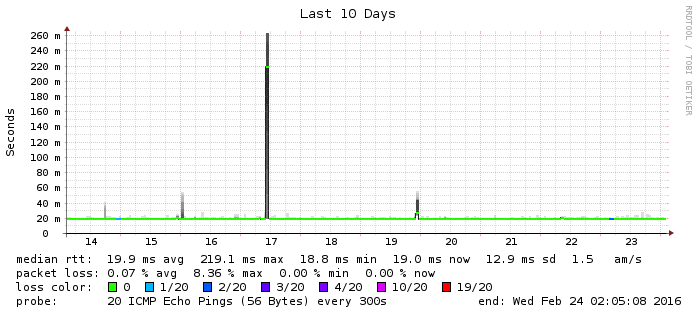 Last 10 Days
RRDTOOL / TOBI OETIKER
Seconds
260 m
240 m
220 m
200 m
180 m
160 m
140 m
120 m
100 m
80 m
60 m
40 m
20 m
0
14 15 16 17 18 19 20 21 22 23
median rtt: 19.9 ms avg 219.1 ms max 18.8 ms min 19.0 ms now 12.9 ms sd 1.5 am/s
packet loss: 0.07 % avg 8.36 % max 0.00 % min 0.00 % now
loss color: 0 1/20 2/20 3/20 4/20 10/20 19/20
probe: 20 ICMP Echo Pings (56 Bytes) every 300s end: Wed Feb 24 02:05:08 2016